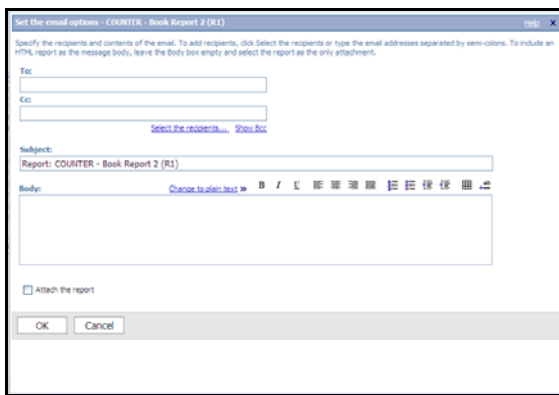 Set the email options - COUNTER - Book Report 2 (R1) Help X
Specify the recipients and contents of the email. To add recipients, click Select the recipients or type the email addresses separated by semi-colons. To include an
HTML report as the message body, leave the Body box empty and select the report as the only attachment.
To:
Cc:
Select the recipients... Show Bcc
Subject:
Report: COUNTER - Book Report 2 (R1)
Body: Change to plain text » B I U
Attach the report
OK Cancel